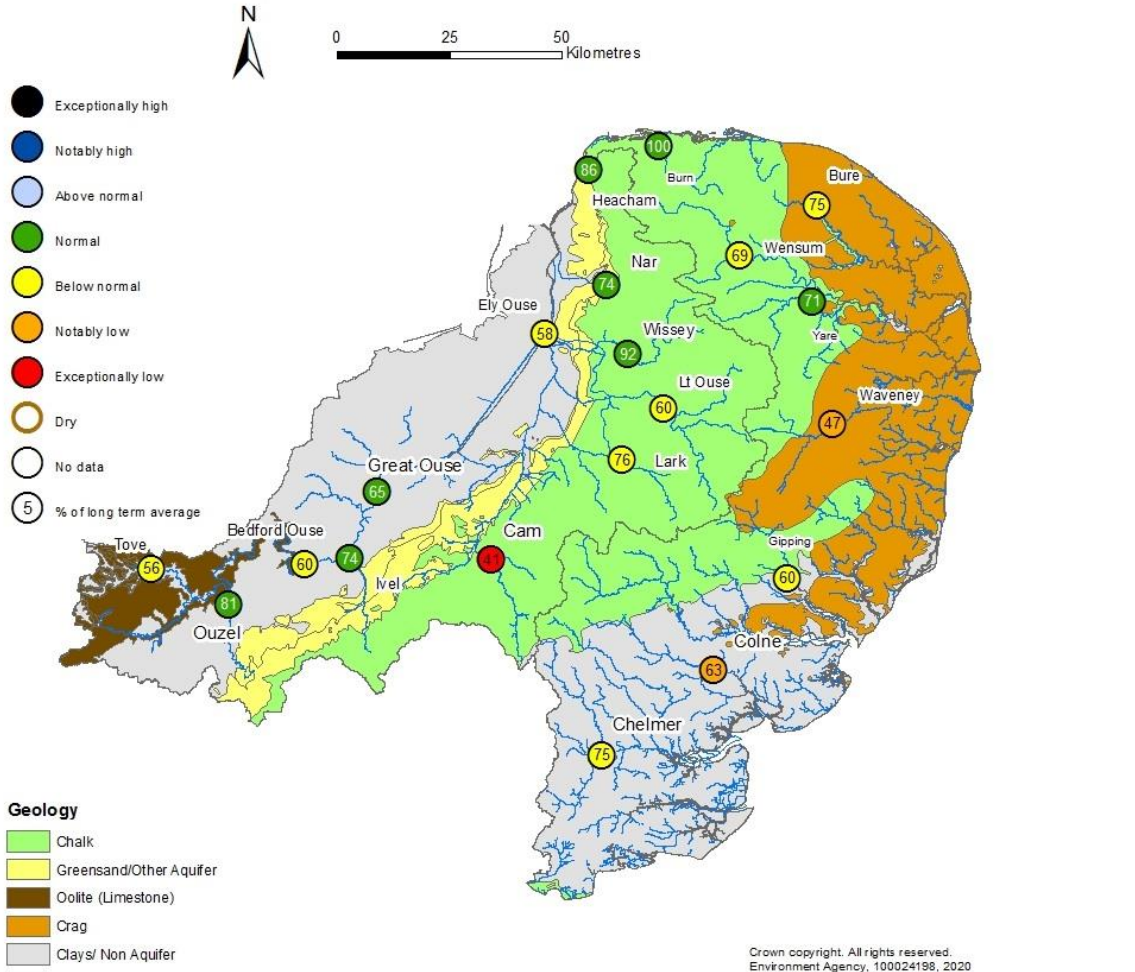 N
0 25 50
Kilometres
Exceptionally high
Notably high
Above normal
Normal
Below normal
Notably low
Exceptionally low
Dry
No data
5 % of long term average
100
86
Burn
Heacham
Bure
75
Wensum
69
Nar
74
71
Ely Ouse
58
Wissey
92
Yare
Lt Ouse
60
Waveney
47
76
Lark
Great Ouse
65
Bedford Ouse
Cam
41
Tove
56
60
74
Ivel
Gipping
60
81
Ouzel
Colne
63
Chelmer
75
Geology
Chalk
Greensand/Other Aquifer
Oolite (Limestone)
Crag
Clays/ Non Aquifer
Crown copyright. All rights reserved.
Environment Agency, 100024198, 2020